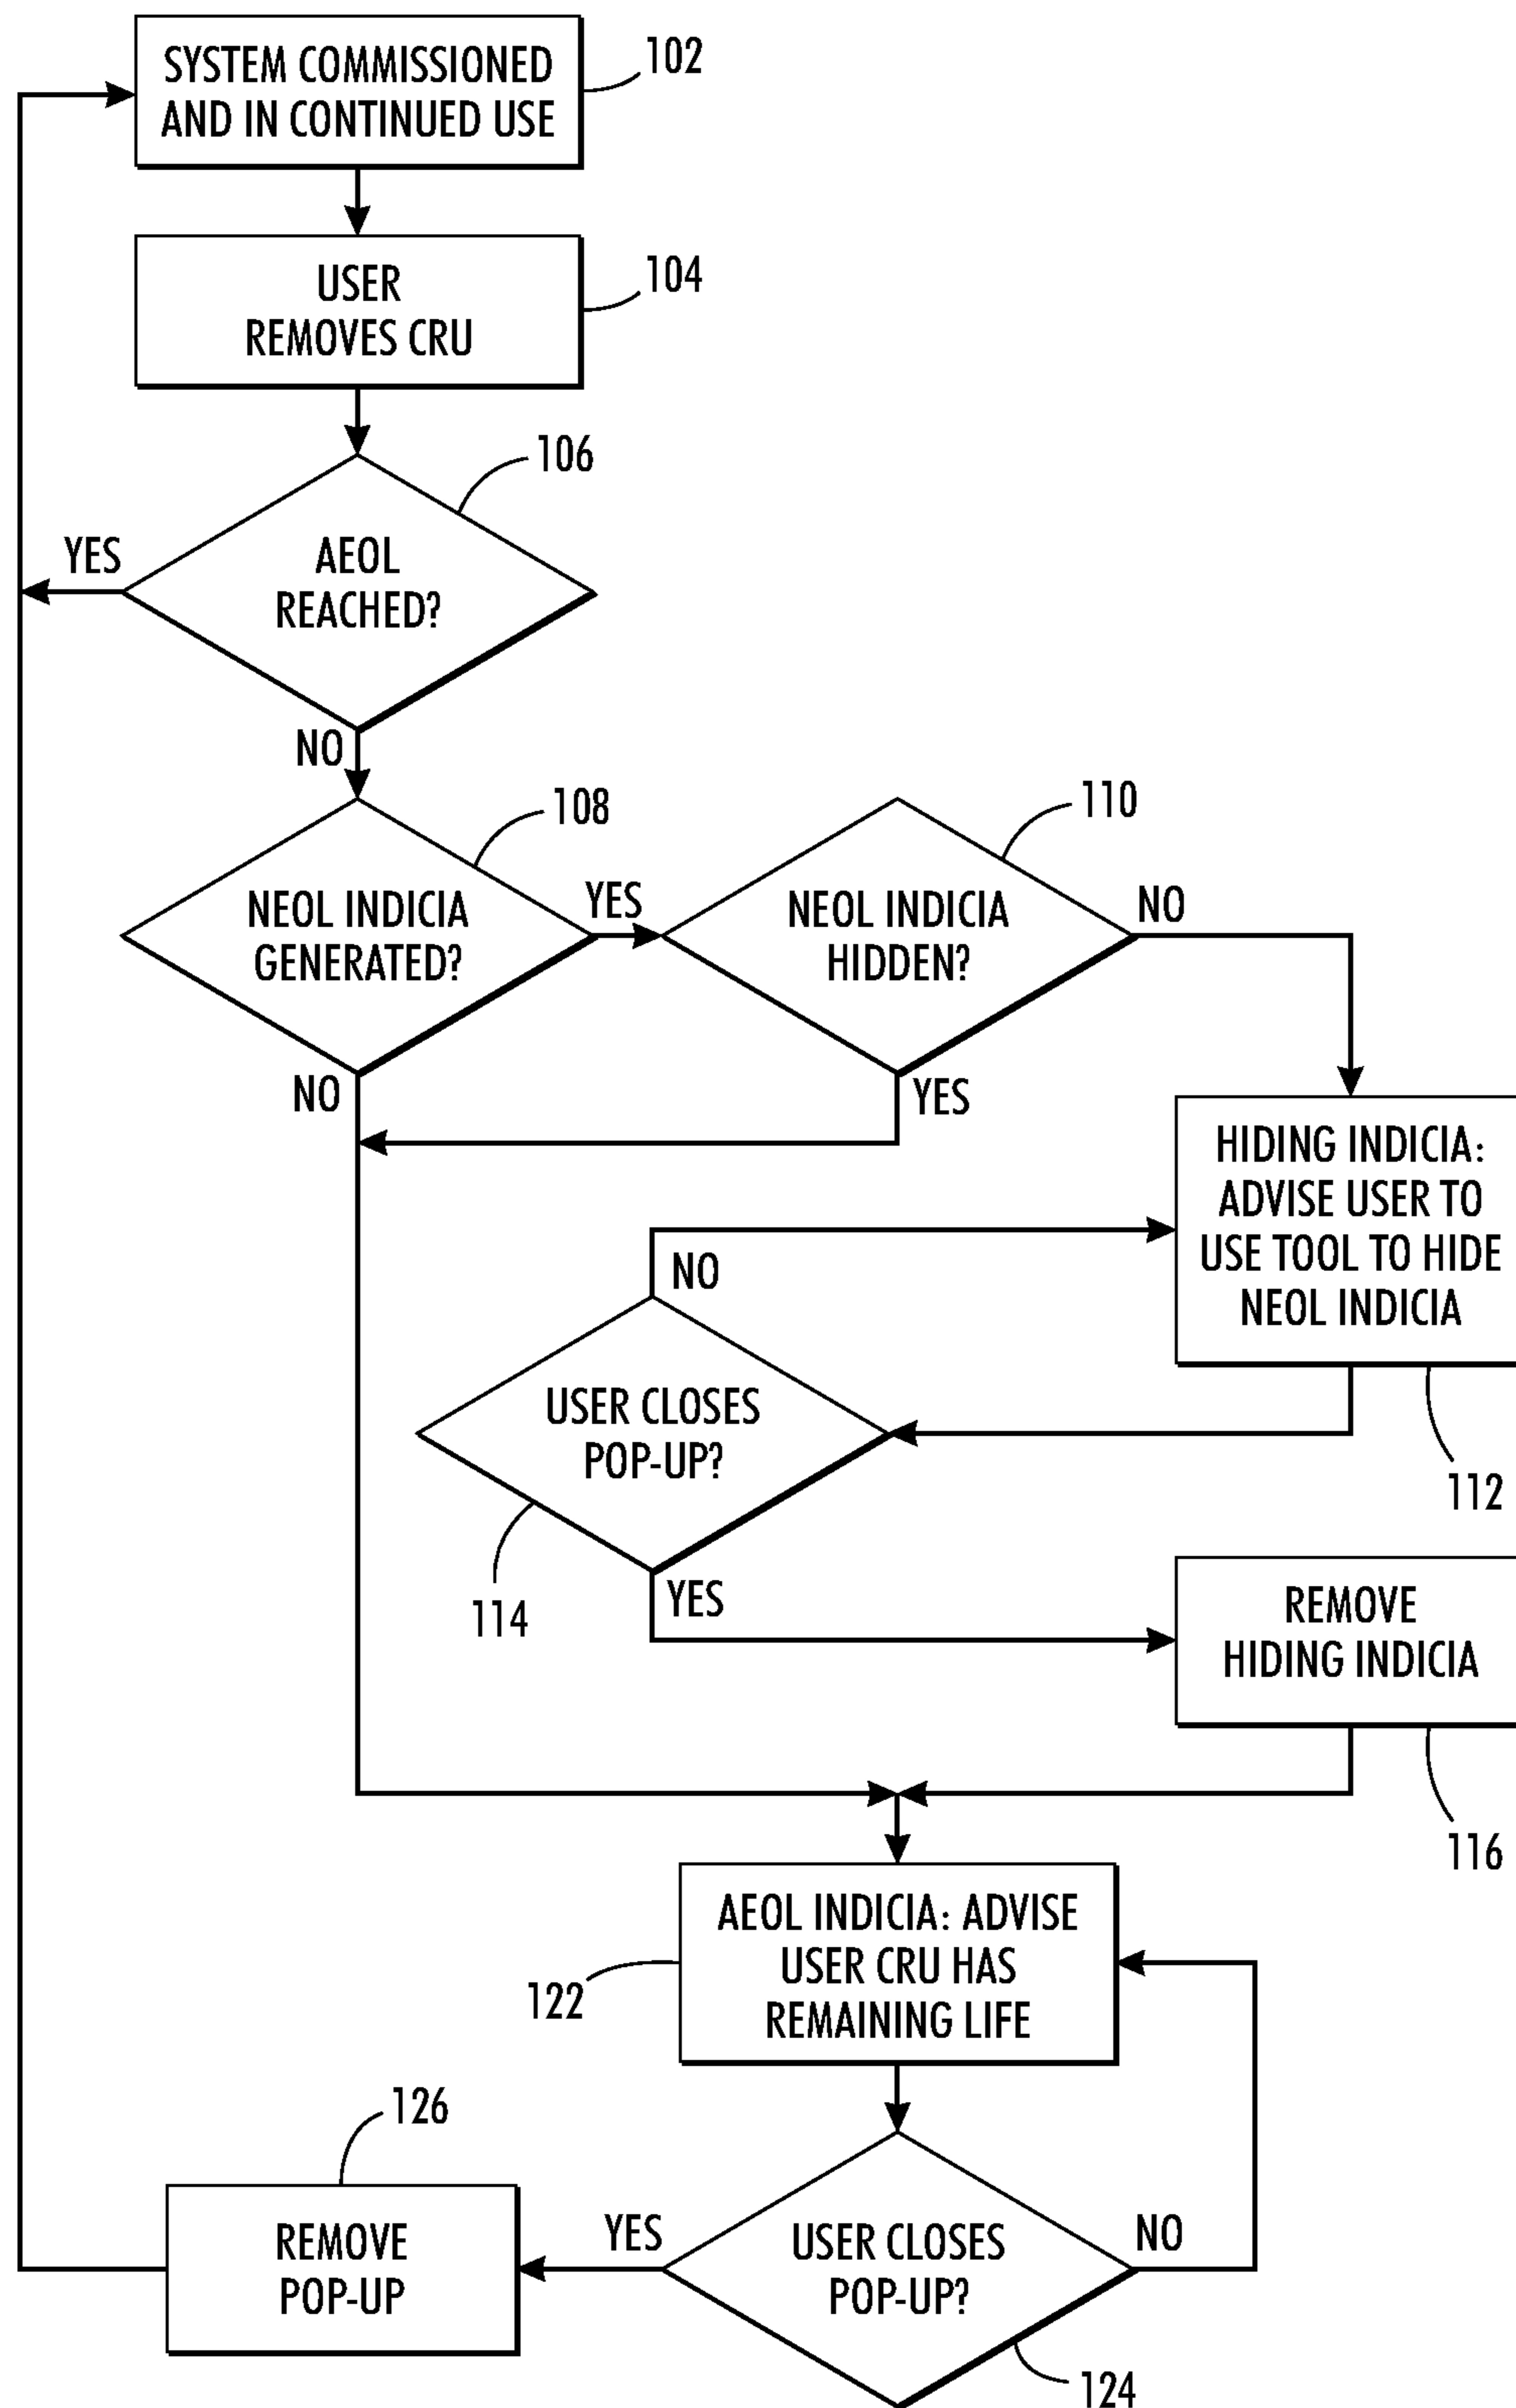 SYSTEM COMMISSIONED
AND IN CONTINUED USE
102
USER
REMOVES CRU
104
106
AEOL
REACHED?
YES
NO
108
NEOL INDICIA
GENERATED?
YES
NO
110
NEOL INDICIA
HIDDEN?
NO
YES
HIDING INDICIA:
ADVISE USER TO
USE TOOL TO HIDE
NEOL INDICIA
112
NO
USER CLOSES
POP-UP?
114
YES
REMOVE
HIDING INDICIA
116
AEOL INDICIA: ADVISE
USER CRU HAS
REMAINING LIFE
122
126
REMOVE
POP-UP
YES
USER CLOSES
POP-UP?
NO
124